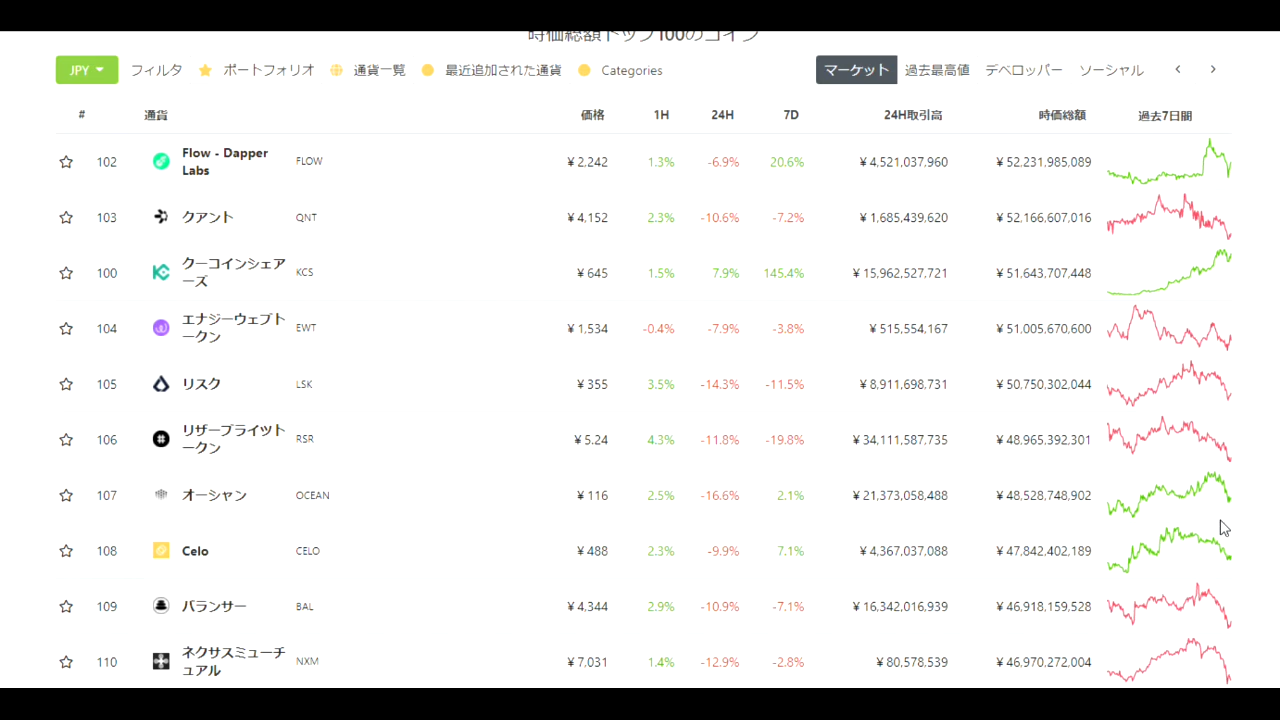 時価総額トップ100のコイン
JPY フィルタ ポートフォリオ 通貨一覧 最近追加された通貨 Categories マーケット 過去最高値 デベロッパー ソーシャル
# 通貨 価格 1H 24H 7D 24H取引高 時価総額 過去7日間
102 Flow - Dapper Labs FLOW ¥2,242 1.3% -6.9% 20.6% ¥4,521,037,960 ¥52,231,985,089
103 クアント QNT ¥4,152 2.3% -10.6% -7.2% ¥1,685,439,620 ¥52,166,607,016
100 クーコインシェアーズ KCS ¥645 1.5% 7.9% 145.4% ¥15,962,527,721 ¥51,643,707,448
104 エナジーウェブトークン EWT ¥1,534 -0.4% -7.9% -3.8% ¥515,554,167 ¥51,005,670,600
105 リスク LSK ¥355 3.5% -14.3% -11.5% ¥8,911,698,731 ¥50,750,302,044
106 リザーブライツトークン RSR ¥5.24 4.3% -11.8% -19.8% ¥34,111,587,735 ¥48,965,392,301
107 オーシャン OCEAN ¥116 2.5% -16.6% 2.1% ¥21,373,058,488 ¥48,528,748,902
108 Celo CELO ¥488 2.3% -9.9% 7.1% ¥4,367,037,088 ¥47,842,402,189
109 バランサー BAL ¥4,344 2.9% -10.9% -7.1% ¥16,342,016,939 ¥46,918,159,528
110 ネクサスミューチュアル NXM ¥7,031 1.4% -12.9% -2.8% ¥80,578,539 ¥46,970,272,004